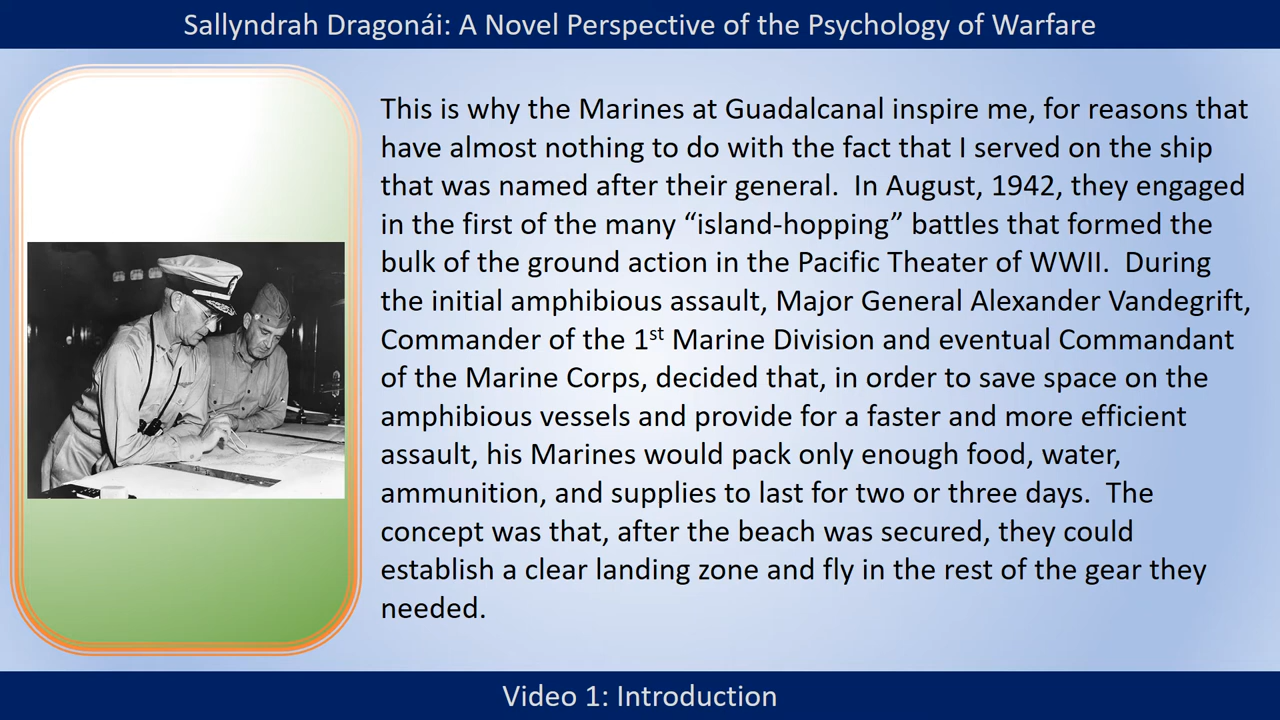 Sallyndrah Dragonái: A Novel Perspective of the Psychology of Warfare
This is why the Marines at Guadalcanal inspire me, for reasons that
have almost nothing to do with the fact that I served on the ship
that was named after their general.  In August, 1942, they engaged
in the first of the many “island-hopping” battles that formed the
bulk of the ground action in the Pacific Theater of WWII.  During
the initial amphibious assault, Major General Alexander Vandegrift,
Commander of the 1st Marine Division and eventual Commandant
of the Marine Corps, decided that, in order to save space on the
amphibious vessels and provide for a faster and more efficient
assault, his Marines would pack only enough food, water,
ammunition, and supplies to last for two or three days.  The
concept was that, after the beach was secured, they could
establish a clear landing zone and fly in the rest of the gear they
needed.
Video 1: Introduction